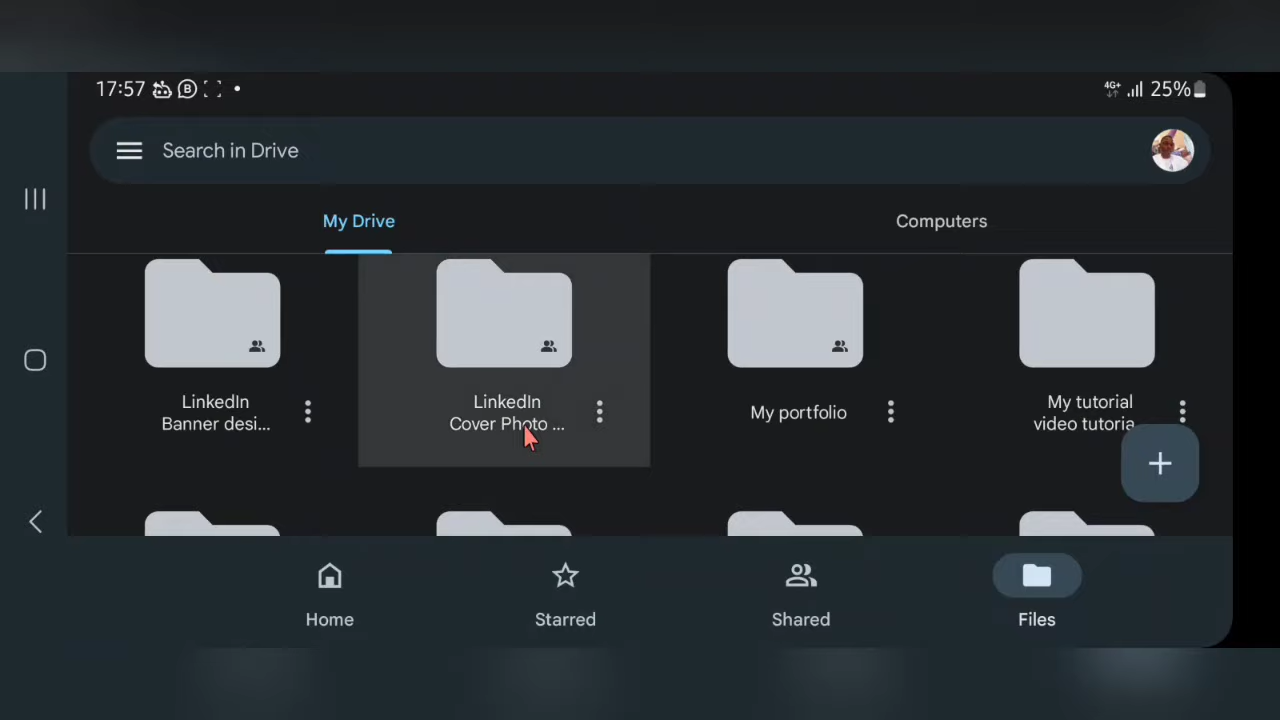 17:57
4G+ 25%
Search in Drive
My Drive
Computers
LinkedIn
Banner desi...
LinkedIn
Cover Photo ...
My portfolio
My tutorial
video tutoria
Home
Starred
Shared
Files